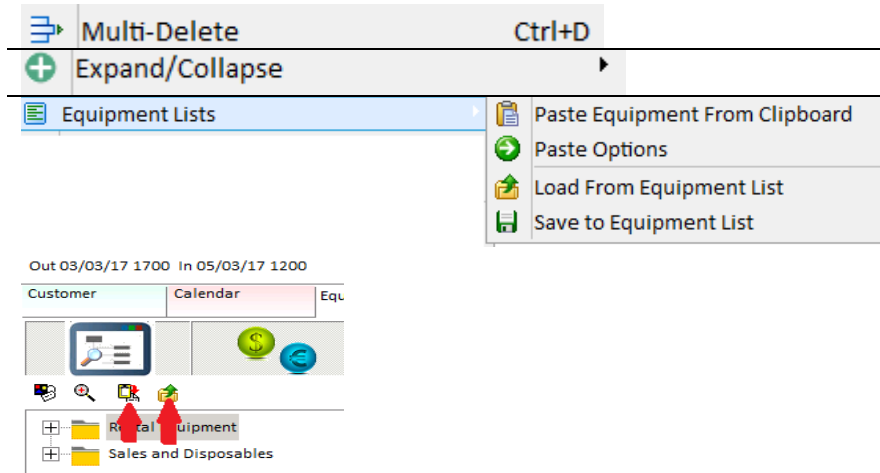 Multi-Delete Ctrl+D
Expand/Collapse
Equipment Lists
Paste Equipment From Clipboard
Paste Options
Load From Equipment List
Save to Equipment List
Out 03/03/17 1700 In 05/03/17 1200
Customer Calendar Equ
$ €
Sales and Disposables